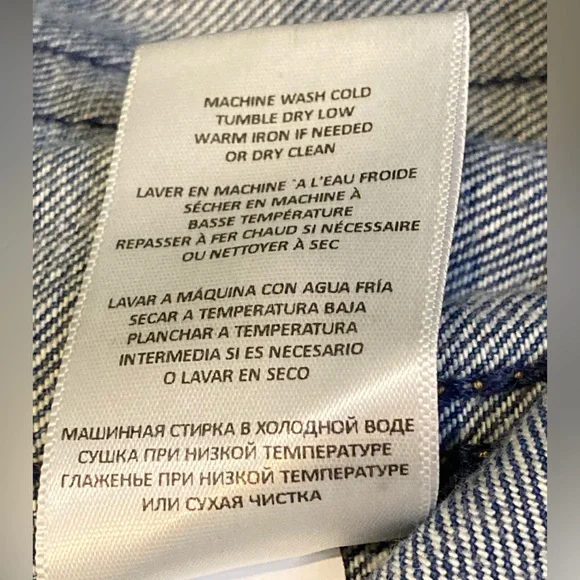 MACHINE WASH COLD
TUMBLE DRY LOW
WARM IRON IF NEEDED
OR DRY CLEAN
LAVER EN MACHINE `A L'EAU FROIDE
SÉCHER EN MACHINE À
BASSE TEMPÉRATURE
REPASSER À FER CHAUD SI NÉCESSAIRE
OU NETTOYER À SEC
LAVAR A MÁQUINA CON AGUA FRÍA
SECAR A TEMPERATURA BAJA
PLANCHAR A TEMPERATURA
INTERMEDIA SI ES NECESARIO
O LAVAR EN SECO
МАШИННАЯ СТИРКА В ХОЛОДНОЙ ВОДЕ
СУШКА ПРИ НИЗКОЙ ТЕМПЕРАТУРЕ
ГЛАЖЕНЬЕ ПРИ НИЗКОЙ ТЕМПЕРАТУРЕ
ИЛИ СУХАЯ ЧИСТКА